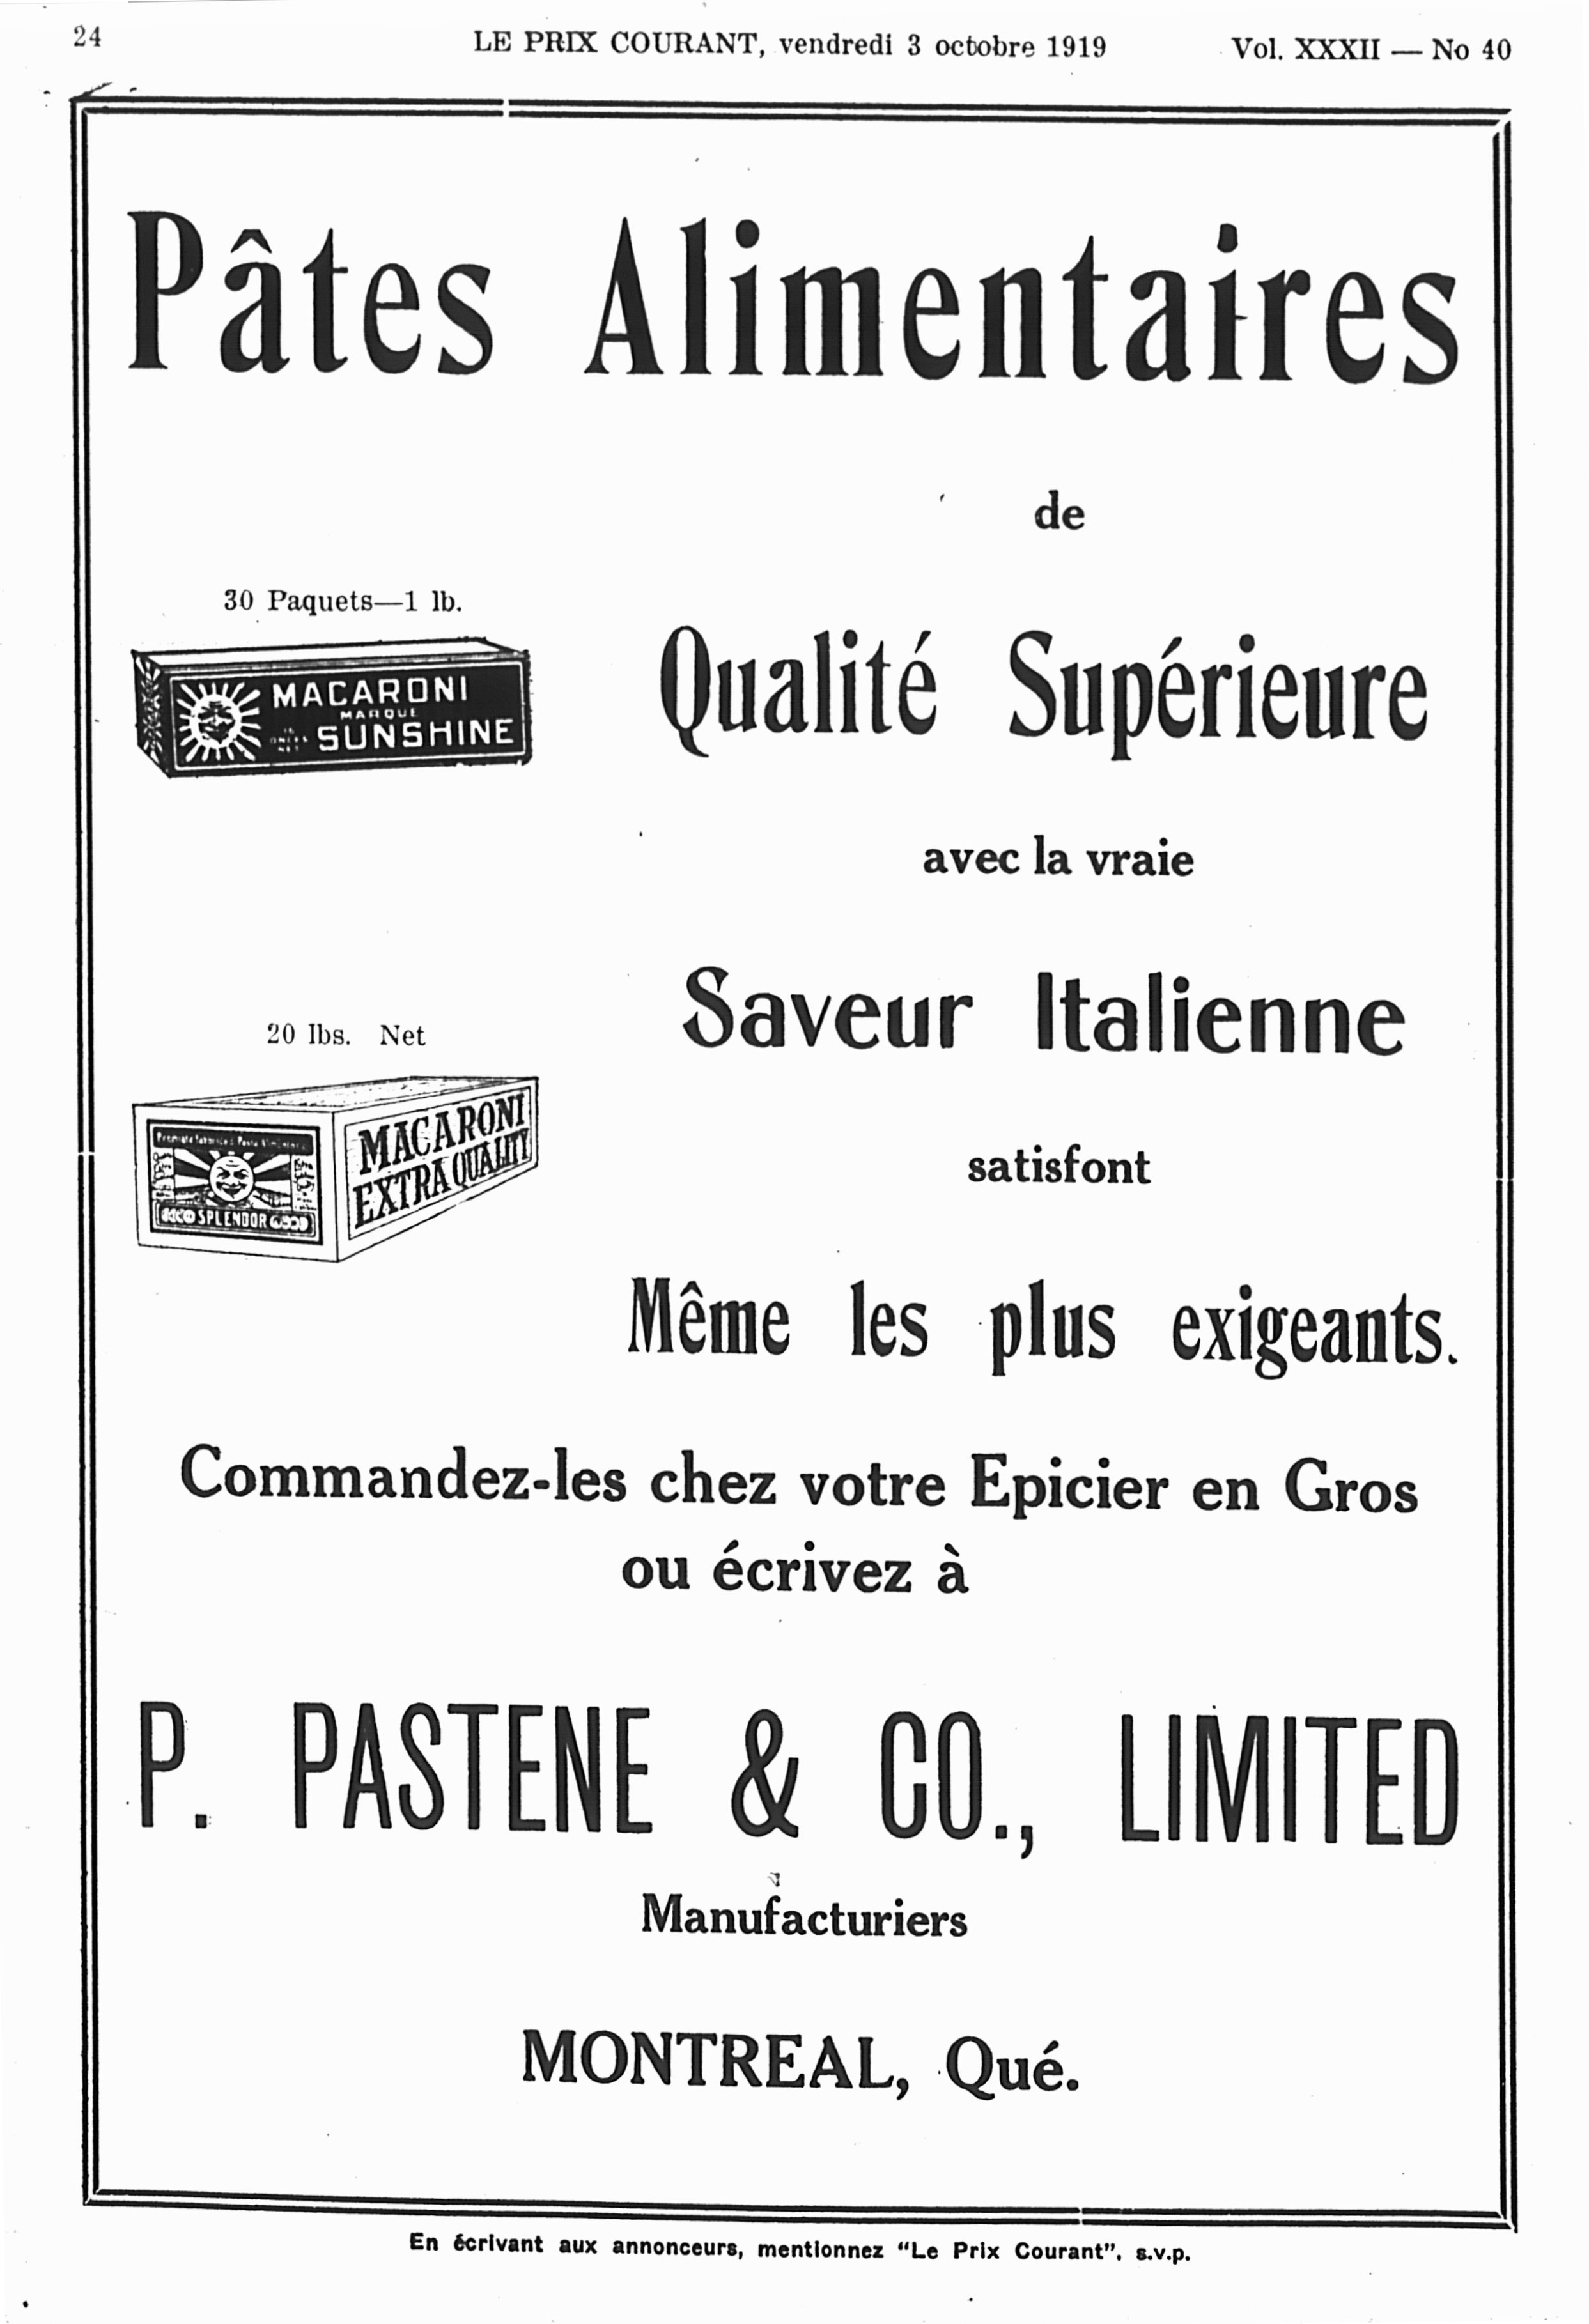 24
LE PRIX COURANT, vendredi 3 octobre 1919
Vol. XXXII — No 40
Pâtes Alimentaires
de
30 Paquets—1 lb.
MACARONI
MARQUE
SUNSHINE
Qualité Supérieure
avec la vraie
Saveur Italienne
20 lbs. Net
MACARONI
EXTRA QUALITY
SPLENDOR
satisfont
Même les plus exigeants.
Commandez-les chez votre Epicier en Gros
ou écrivez à
P. PASTENE & CO., LIMITED
Manufacturiers
MONTREAL, Qué.
En écrivant aux annonceurs, mentionnez “Le Prix Courant”, s.v.p.